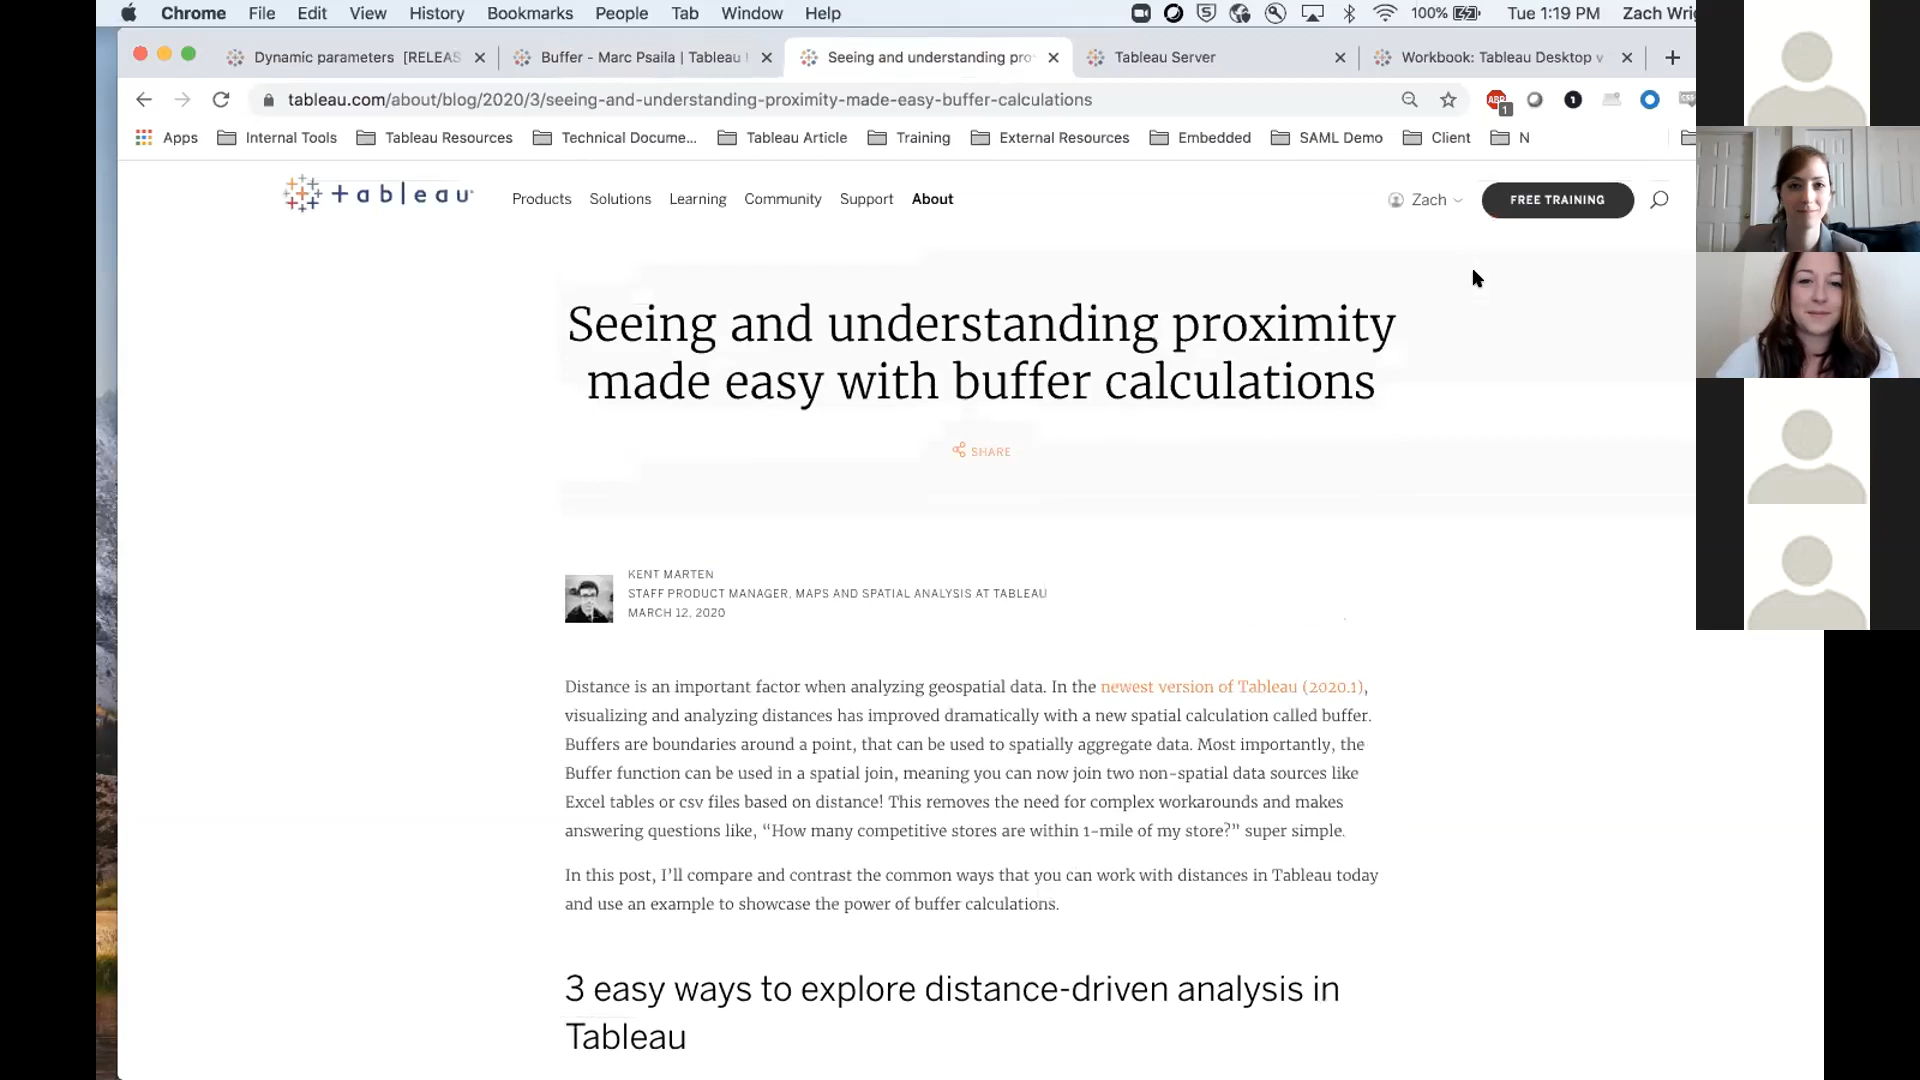 Chrome File Edit View History Bookmarks People Tab Window Help 100% Tue 1:19 PM Zach Wri
Dynamic parameters [RELEAS Buffer - Marc Psaila | Tableau Seeing and understanding pro Tableau Server Workbook: Tableau Desktop v
tableau.com/about/blog/2020/3/seeing-and-understanding-proximity-made-easy-buffer-calculations ABP 1 1
Apps Internal Tools Tableau Resources Technical Docume... Tableau Article Training External Resources Embedded SAML Demo Client N
+ a b l e a u Products Solutions Learning Community Support About Zach FREE TRAINING
Seeing and understanding proximity
made easy with buffer calculations
SHARE
KENT MARTEN
STAFF PRODUCT MANAGER, MAPS AND SPATIAL ANALYSIS AT TABLEAU
MARCH 12, 2020
Distance is an important factor when analyzing geospatial data. In the newest version of Tableau (2020.1),
visualizing and analyzing distances has improved dramatically with a new spatial calculation called buffer.
Buffers are boundaries around a point, that can be used to spatially aggregate data. Most importantly, the
Buffer function can be used in a spatial join, meaning you can now join two non-spatial data sources like
Excel tables or csv files based on distance! This removes the need for complex workarounds and makes
answering questions like, “How many competitive stores are within 1-mile of my store?” super simple.
In this post, I’ll compare and contrast the common ways that you can work with distances in Tableau today
and use an example to showcase the power of buffer calculations.
3 easy ways to explore distance-driven analysis in
Tableau